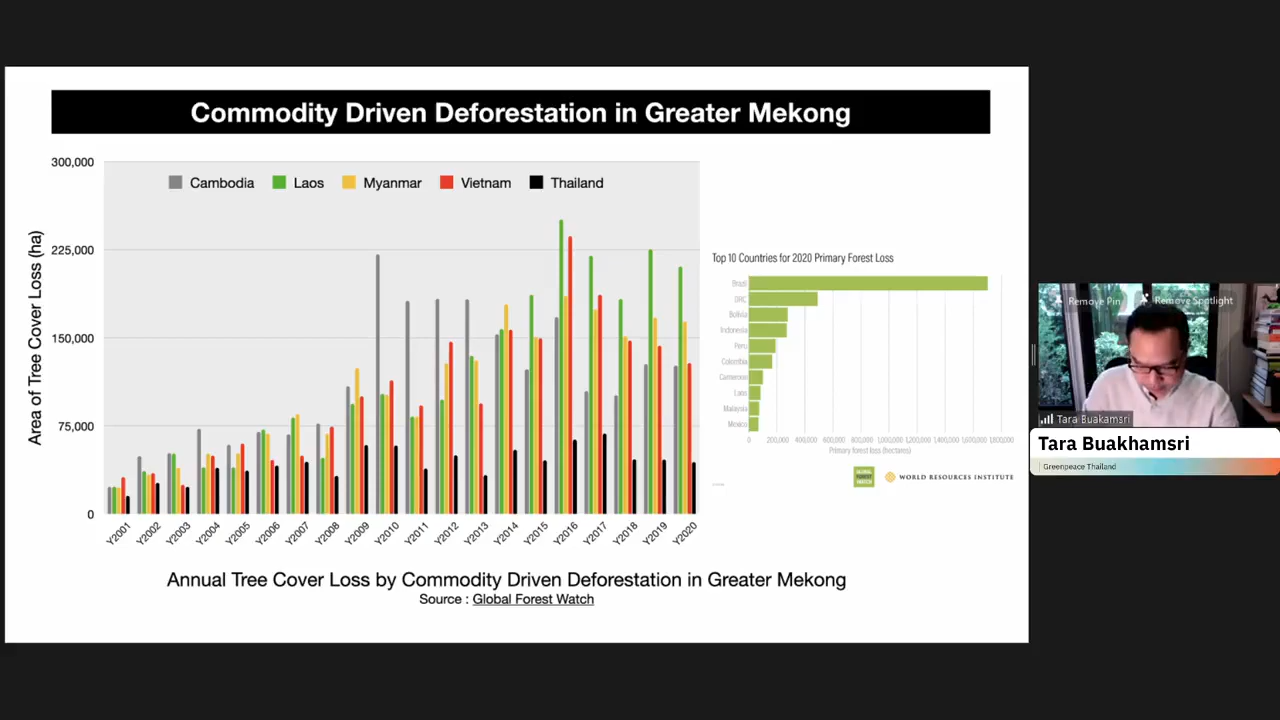 Commodity Driven Deforestation in Greater Mekong
Area of Tree Cover Loss (ha)
300,000
225,000
150,000
75,000
0
Cambodia Laos Myanmar Vietnam Thailand
Y2001 Y2002 Y2003 Y2004 Y2005 Y2006 Y2007 Y2008 Y2009 Y2010 Y2011 Y2012 Y2013 Y2014 Y2015 Y2016 Y2017 Y2018 Y2019 Y2020
Annual Tree Cover Loss by Commodity Driven Deforestation in Greater Mekong
Source : Global Forest Watch
Top 10 Countries for 2020 Primary Forest Loss
Brazil
DRC
Bolivia
Indonesia
Peru
Colombia
Cameroon
Laos
Malaysia
Mexico
0 200,000 400,000 600,000 800,000 1,000,000 1,200,000 1,400,000 1,600,000 1,800,000
Primary forest loss (hectares)
GLOBAL
FOREST
WATCH
WORLD RESOURCES INSTITUTE
Remove Pin Remove Spotlight
Tara Buakamsri
Tara Buakhamsri
Greenpeace Thailand